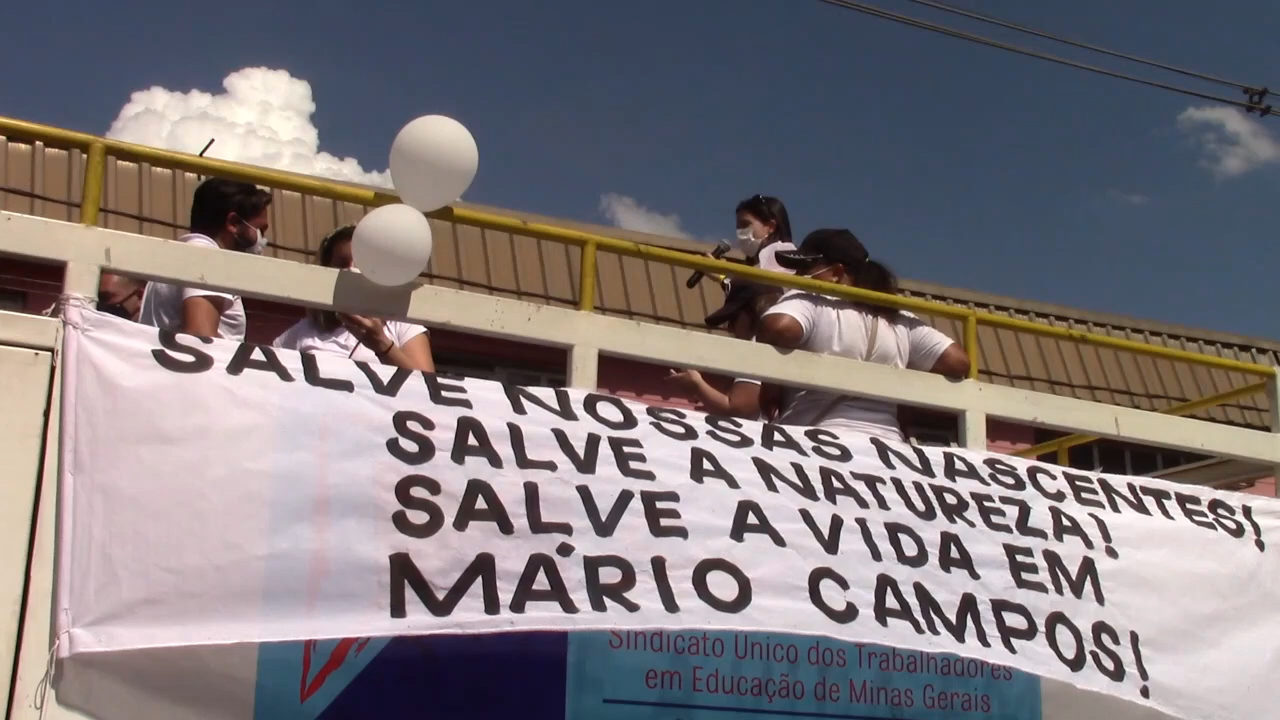 SALVE NOSSAS NASCENTES!
SALVE A NATUREZA!
SALVE A VIDA EM
MÁRIO CAMPOS!
Sindicato Único dos Trabalhadores
em Educação de Minas Gerais